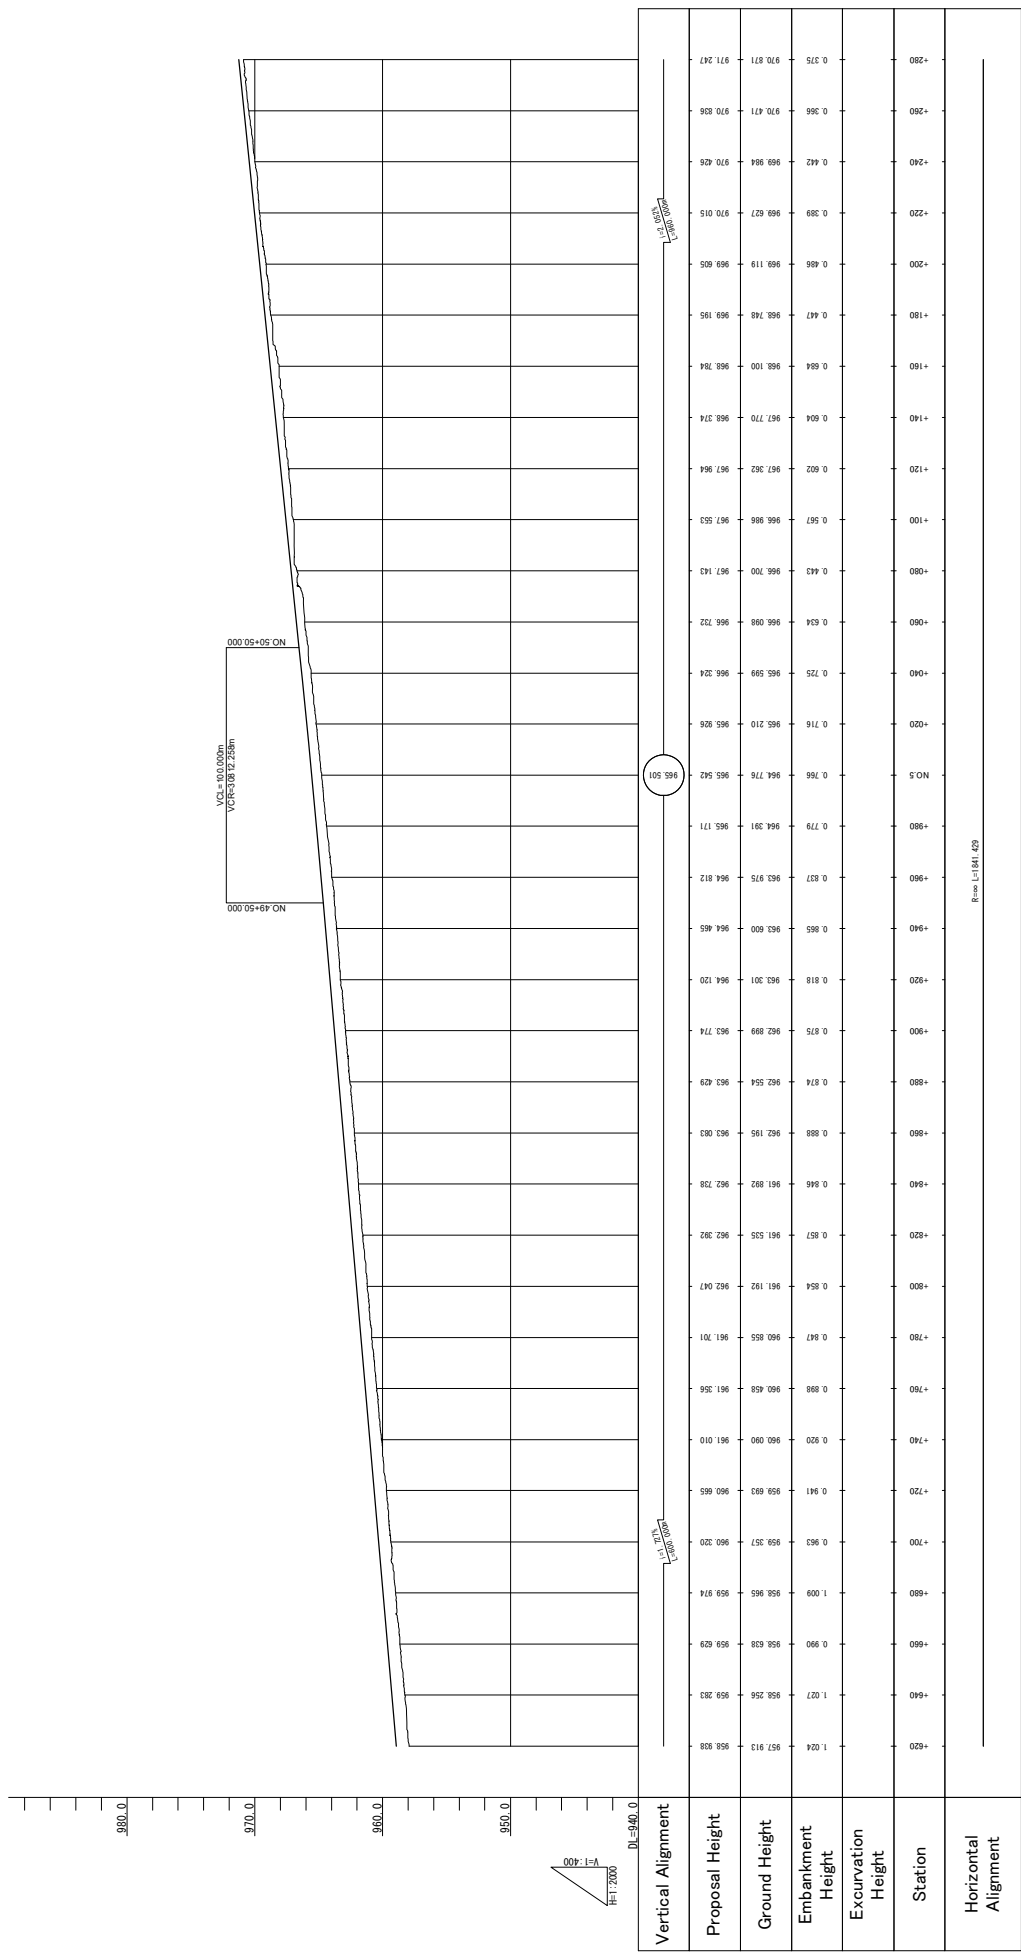 980.0
970.0
960.0
950.0
DL=940.0
V=1:400
H=1:2000
VCL=100.000m
VCR=30812.258m
NO.49+50.000
NO.50+50.000
Vertical Alignment
i=1.727%
L=600.000m
965.501
i=2.052%
L=960.000m
Proposal Height 958.938 959.283 959.629 959.974 960.320 960.665 961.010 961.356 961.701 962.047 962.392 962.738 963.083 963.429 963.774 964.120 964.465 964.812 965.171 965.542 965.926 966.324 966.732 967.143 967.553 967.964 968.374 968.784 969.195 969.605 970.015 970.426 970.836 971.247
Ground Height 957.913 958.256 958.638 958.965 959.357 959.693 960.090 960.458 960.855 961.192 961.535 961.892 962.195 962.554 962.899 963.301 963.600 963.975 964.391 964.776 965.210 965.599 966.098 966.700 966.986 967.362 967.770 968.100 968.748 969.119 969.627 969.984 970.471 970.871
Embankment
Height 1.024 1.027 0.990 1.009 0.963 0.941 0.920 0.898 0.847 0.854 0.857 0.846 0.888 0.874 0.875 0.818 0.865 0.837 0.779 0.766 0.716 0.725 0.634 0.443 0.567 0.602 0.604 0.684 0.447 0.486 0.389 0.442 0.366 0.375
Excurvation
Height
Station +620 +640 +660 +680 +700 +720 +740 +760 +780 +800 +820 +840 +860 +880 +900 +920 +940 +960 +980 NO.5 +020 +040 +060 +080 +100 +120 +140 +160 +180 +200 +220 +240 +260 +280
Horizontal
Alignment
R=∞ L=1841.429